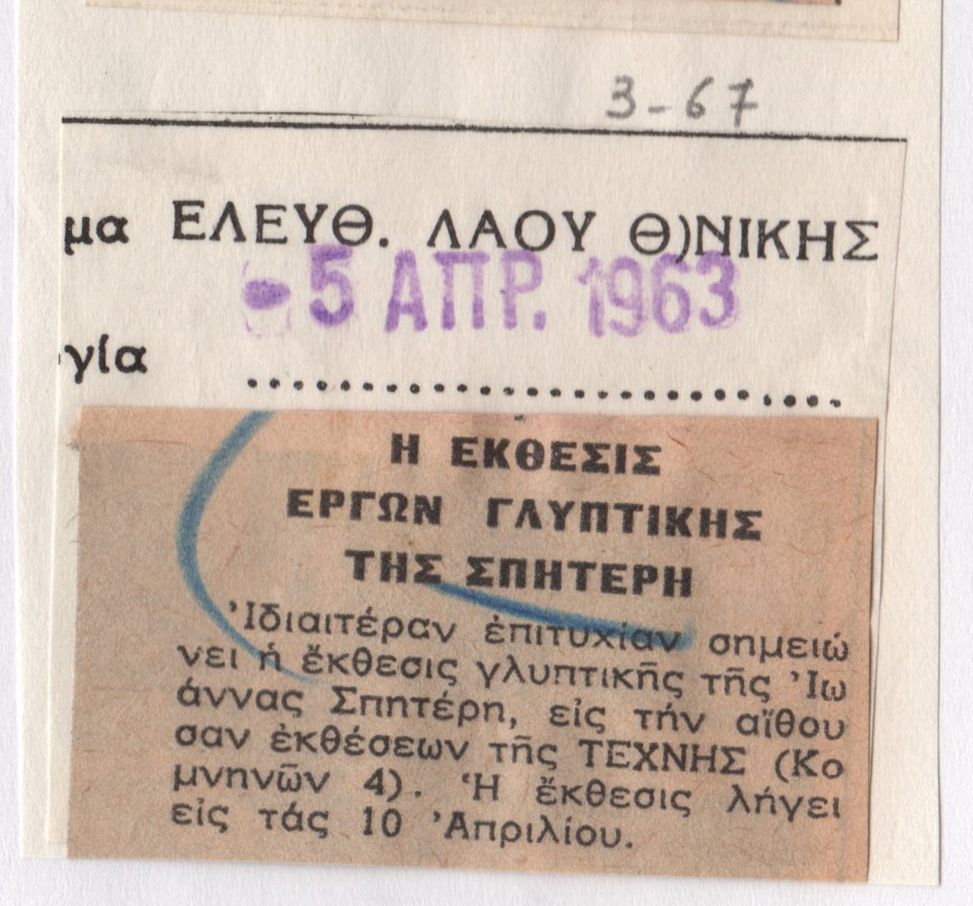 3-67
μα ΕΛΕΥΘ. ΛΑΟΥ Θ)ΝΙΚΗΣ
-5 ΑΠΡ. 1963
γία ........................
Η ΕΚΘΕΣΙΣ
ΕΡΓΩΝ ΓΛΥΠΤΙΚΗΣ
ΤΗΣ ΣΠΗΤΕΡΗ
Ἰδιαιτέραν ἐπιτυχίαν σημειώ
νει ἡ ἔκθεσις γλυπτικῆς τῆς Ἰω
άννας Σπητέρη, εἰς τήν αἴθου
σαν ἐκθέσεων τῆς ΤΕΧΝΗΣ (Κο
μνηνῶν 4). Ἡ ἔκθεσις λήγει
εἰς τάς 10 Ἀπριλίου.